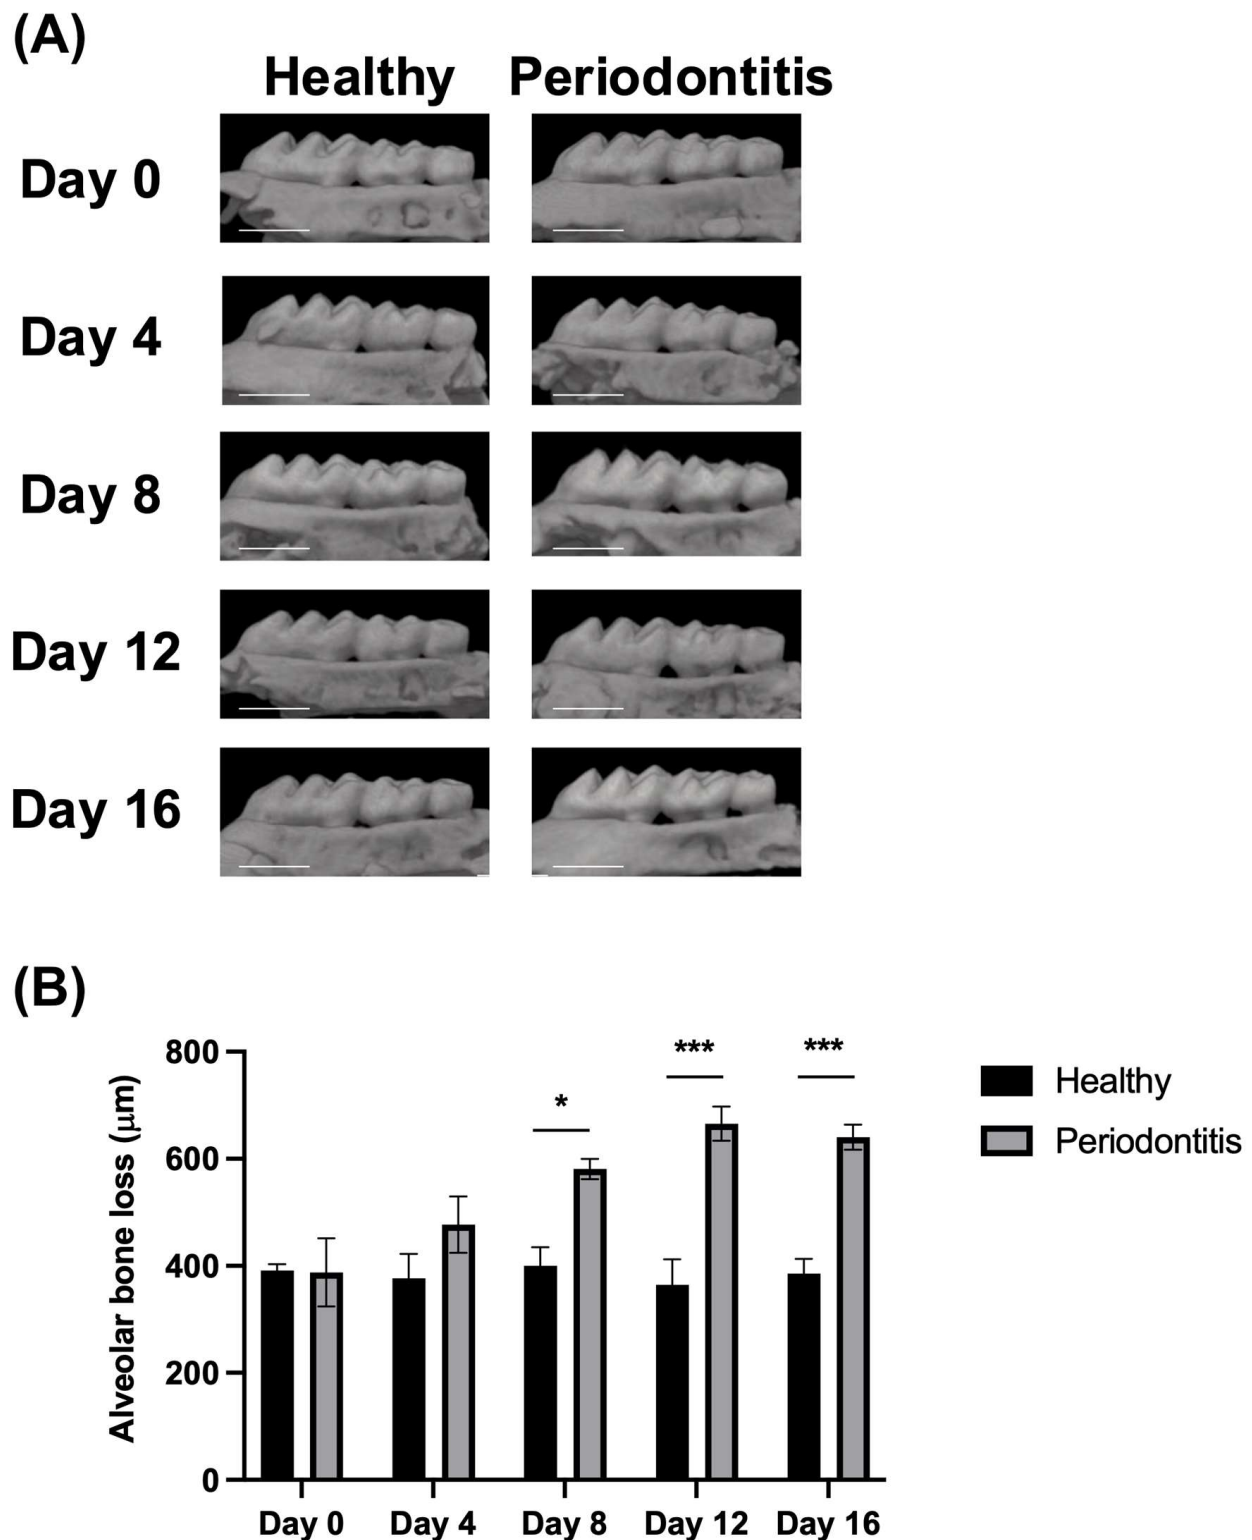 (A)
Healthy Periodontitis
Day 0
Day 4
Day 8
Day 12
Day 16
(B)
Alveolar bone loss (μm)
800
600
400
200
0
*
***
***
Day 0 Day 4 Day 8 Day 12 Day 16
Healthy
Periodontitis